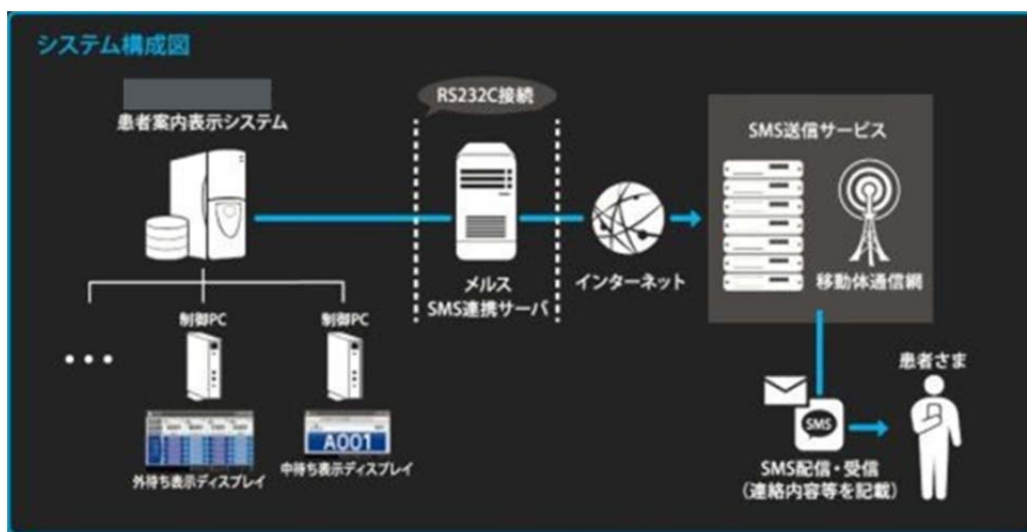 システム構成図
患者案内表示システム
RS232C接続
メルス
SMS連携サーバ
インターネット
SMS送信サービス
移動体通信網
制御PC
制御PC
A001
外待ち表示ディスプレイ
中待ち表示ディスプレイ
患者さま
SMS
SMS配信・受信
（連絡内容等を記載）